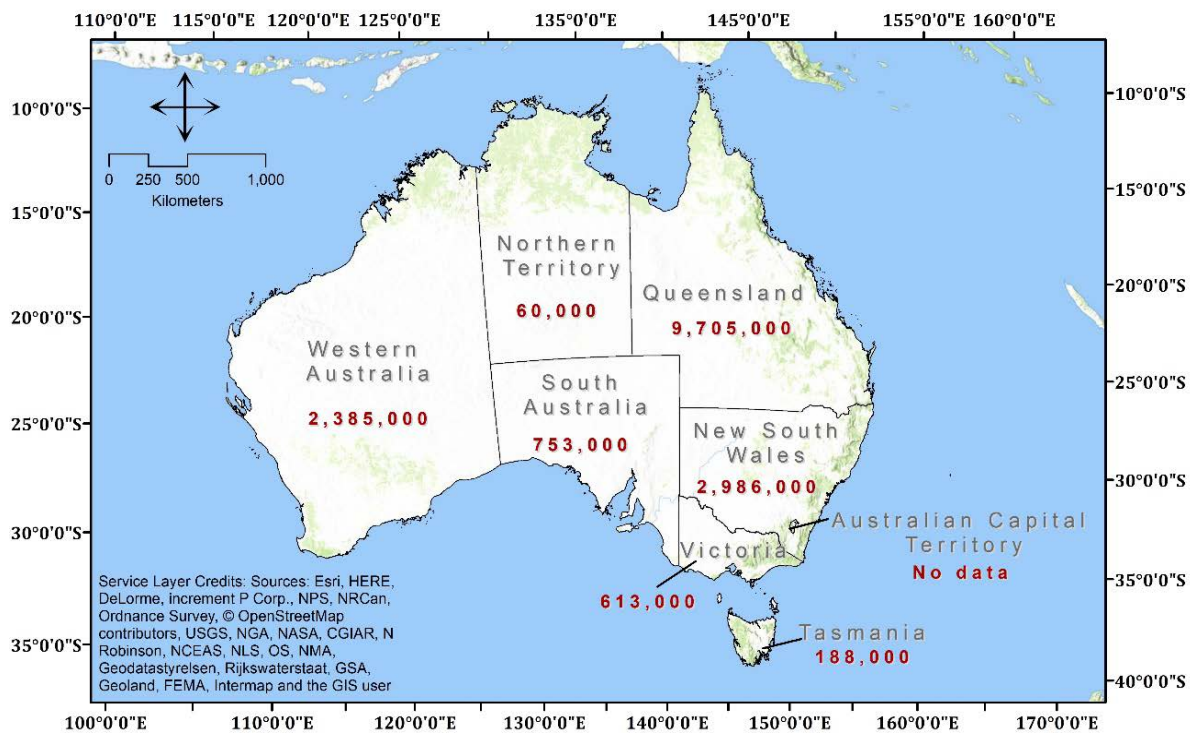 110°0'0"E 120°0'0"E 125°0'0"E 135°0'0"E 145°0'0"E 155°0'0"E 160°0'0"E
10°0'0"S
15°0'0"S
20°0'0"S
25°0'0"S
30°0'0"S
35°0'0"S
0 250 500 1,000
Kilometers
Northern
Territory
60,000
Queensland
9,705,000
Western
Australia
2,385,000
South
Australia
753,000
New South
Wales
2,986,000
Australian Capital
Territory
No data
Victoria
613,000
Tasmania
188,000
Service Layer Credits: Sources: Esri, HERE,
DeLorme, increment P Corp., NPS, NRCan,
Ordnance Survey, © OpenStreetMap
contributors, USGS, NGA, NASA, CGIAR, N
Robinson, NCEAS, NLS, OS, NMA,
Geodatastyrelsen, Rijkswaterstaat, GSA,
Geoland, FEMA, Intermap and the GIS user
10°0'0"S
15°0'0"S
20°0'0"S
25°0'0"S
30°0'0"S
35°0'0"S
40°0'0"S
100°0'0"E 110°0'0"E 120°0'0"E 130°0'0"E 140°0'0"E 150°0'0"E 160°0'0"E 170°0'0"E